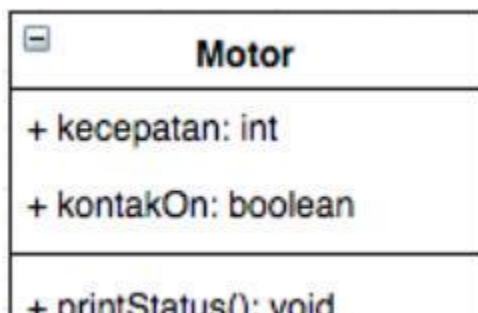 Motor
+ kecepatan: int
+ kontakOn: boolean
+ printStatus(): void